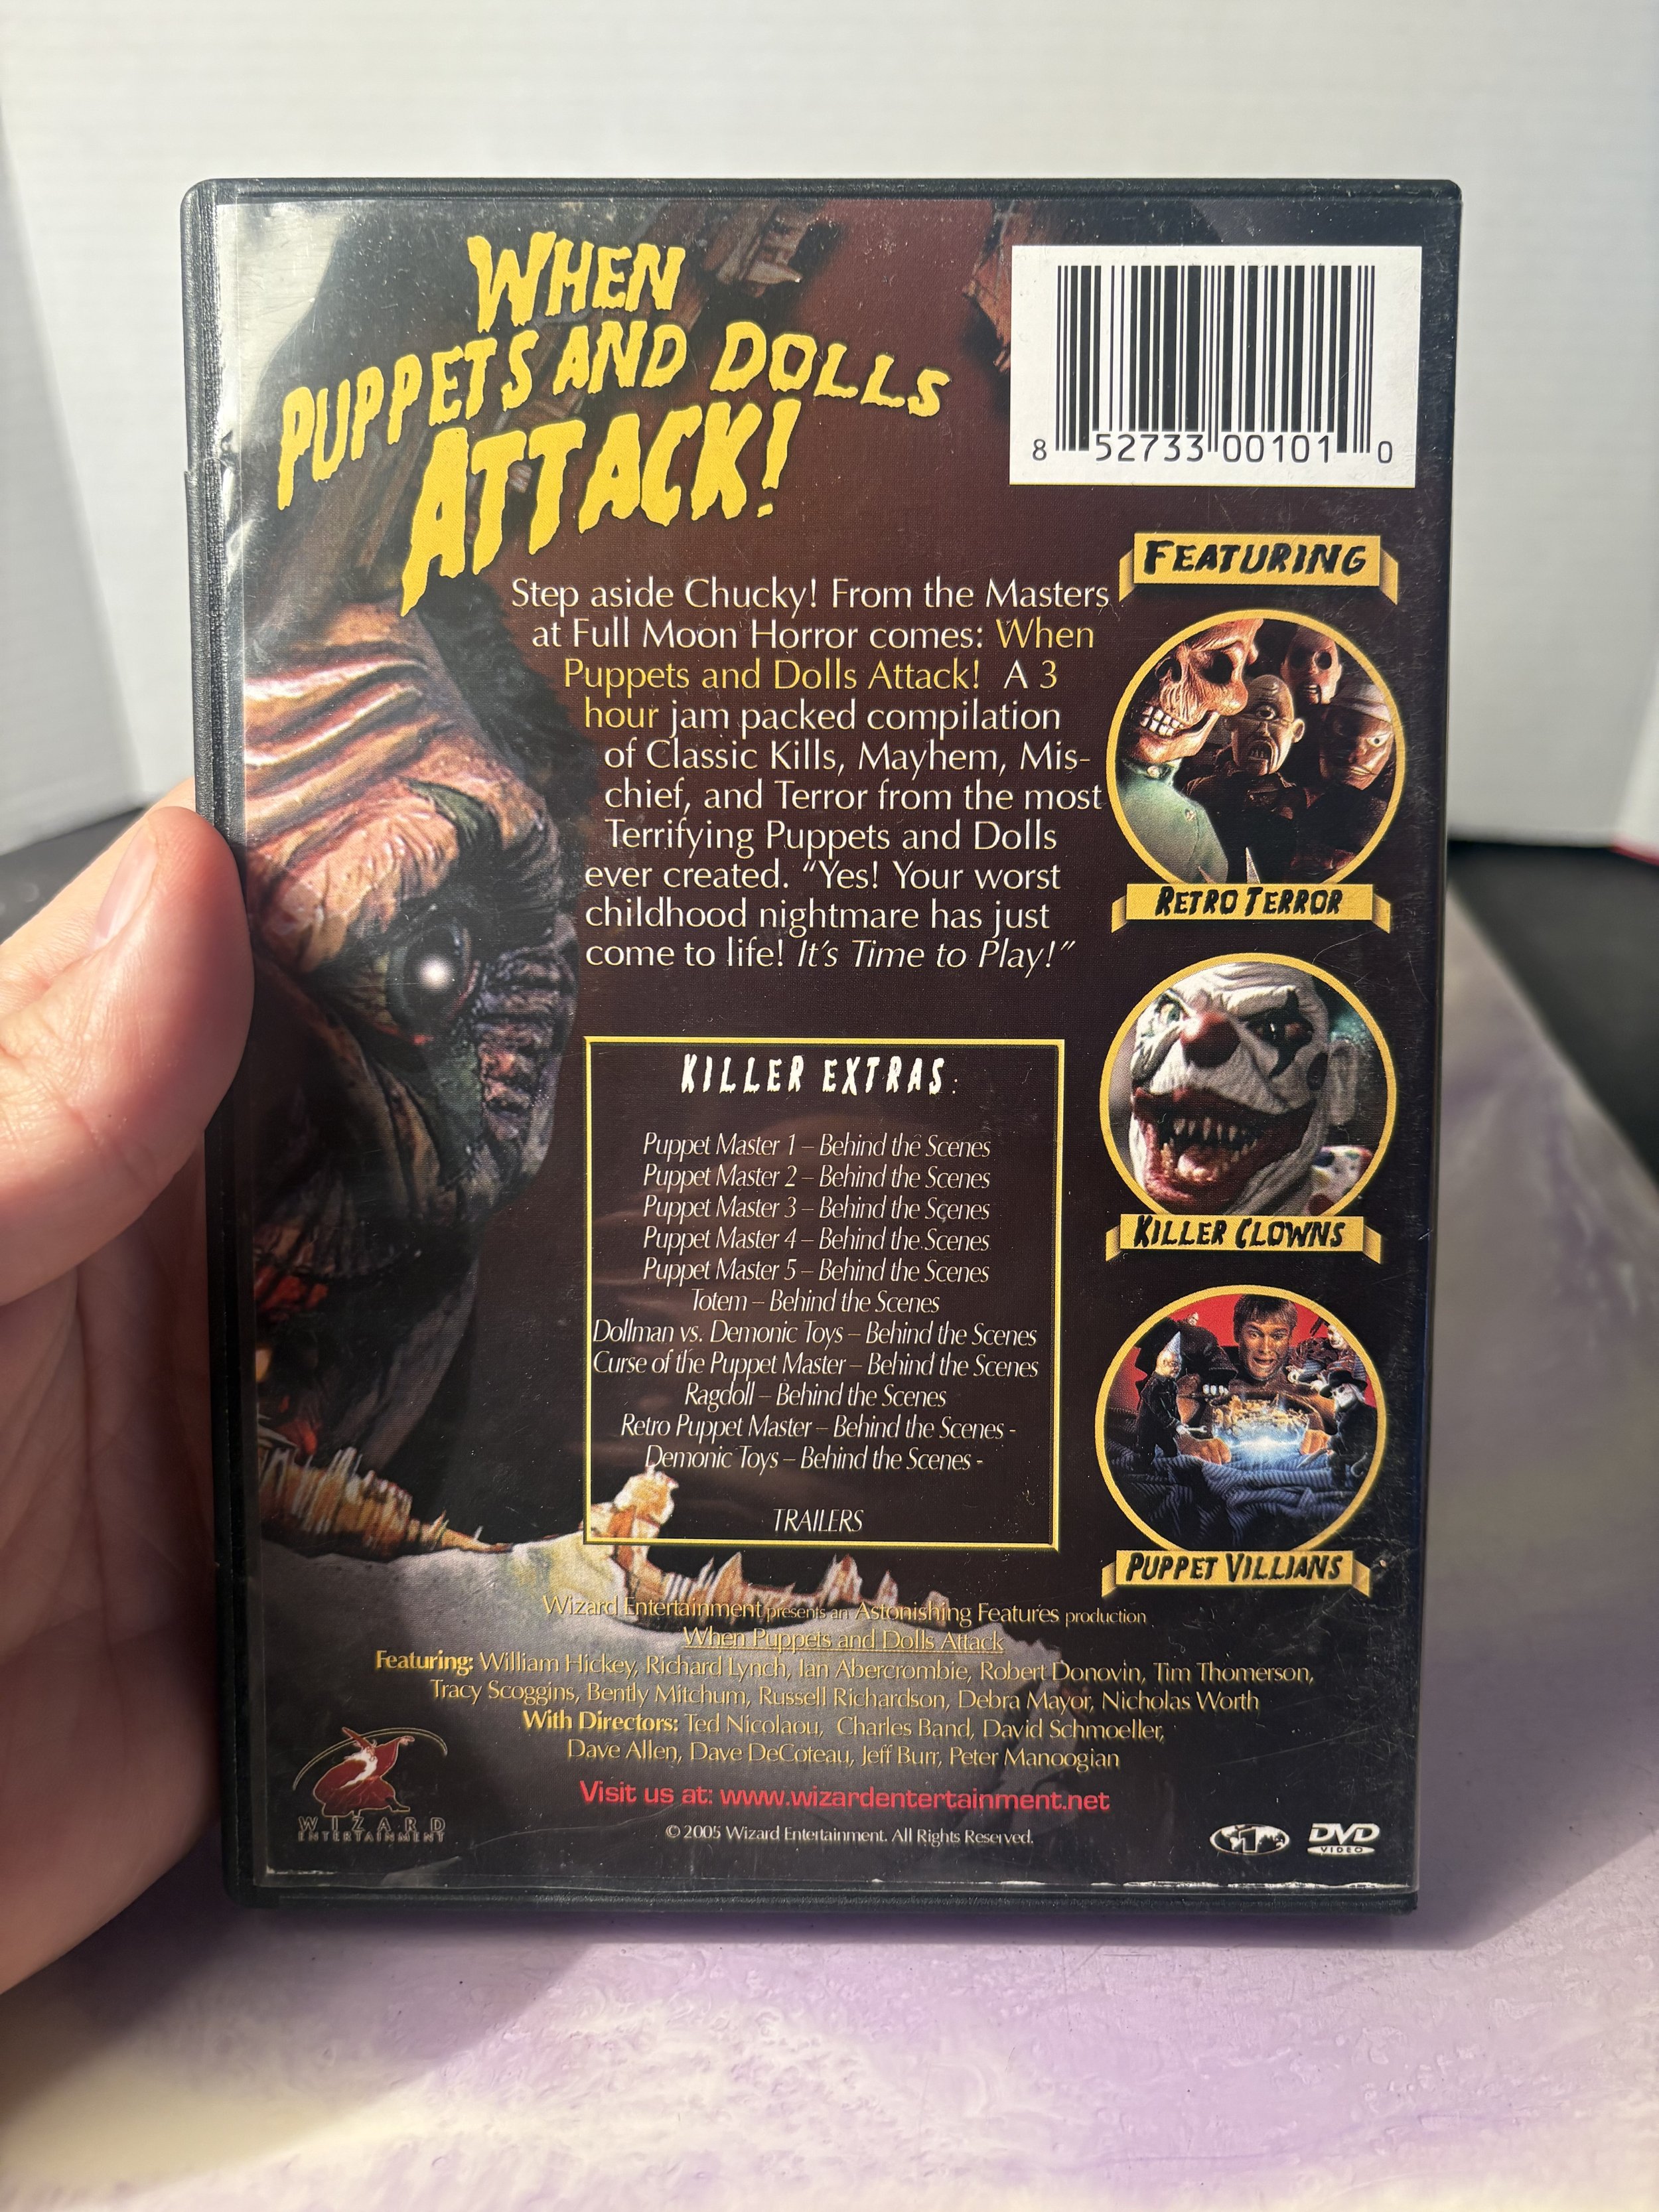 WHEN
PUPPETS AND DOLLS
ATTACK!
8 52733 00101 0
Step aside Chucky! From the Masters
at Full Moon Horror comes: When
Puppets and Dolls Attack! A 3
hour jam packed compilation
of Classic Kills, Mayhem, Mis-
chief, and Terror from the most
Terrifying Puppets and Dolls
ever created. “Yes! Your worst
childhood nightmare has just
come to life! It’s Time to Play!”
FEATURING
RETRO TERROR
KILLER CLOWNS
PUPPET VILLIANS
KILLER EXTRAS:
Puppet Master 1 – Behind the Scenes
Puppet Master 2 – Behind the Scenes
Puppet Master 3 – Behind the Scenes
Puppet Master 4 – Behind the Scenes
Puppet Master 5 – Behind the Scenes
Totem – Behind the Scenes
Dollman vs. Demonic Toys – Behind the Scenes
Curse of the Puppet Master – Behind the Scenes
Ragdoll – Behind the Scenes
Retro Puppet Master – Behind the Scenes -
Demonic Toys – Behind the Scenes -
TRAILERS
Wizard Entertainment presents an Astonishing Features production
When Puppets and Dolls Attack
Featuring: William Hickey, Richard Lynch, Ian Abercrombie, Robert Donovin, Tim Thomerson,
Tracy Scoggins, Bently Mitchum, Russell Richardson, Debra Mayor, Nicholas Worth
With Directors: Ted Nicolaou, Charles Band, David Schmoeller,
Dave Allen, Dave DeCoteau, Jeff Burr, Peter Manoogian
Visit us at: www.wizardentertainment.net
© 2005 Wizard Entertainment. All Rights Reserved.
WIZARD
ENTERTAINMENT
1
DVD
VIDEO